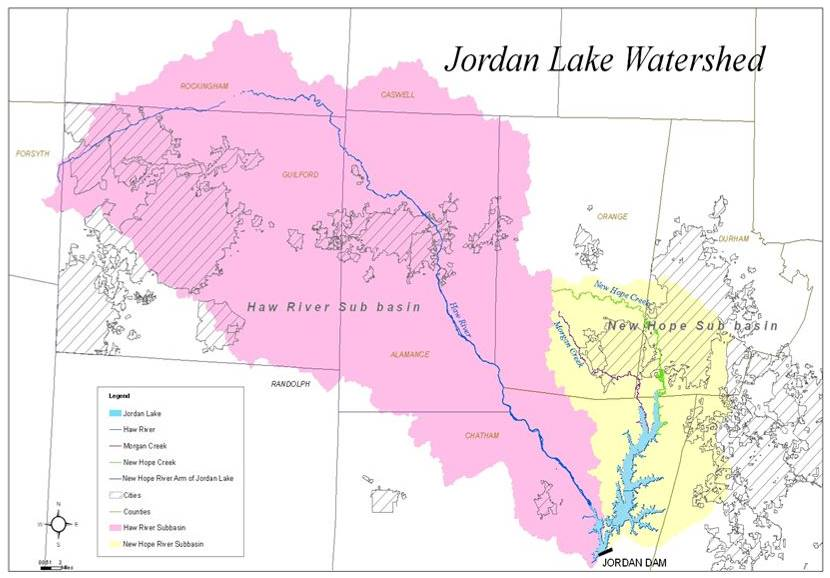 Jordan Lake Watershed
ROCKINGHAM
CASWELL
FORSYTH
GUILFORD
ORANGE
DURHAM
New Hope Creek
Haw River Sub basin
Haw River
Morgan Creek
New Hope Sub basin
ALAMANCE
RANDOLPH
CHATHAM
Legend
Jordan Lake
Haw River
Morgan Creek
New Hope Creek
New Hope River Arm of Jordan Lake
Cities
Counties
Haw River Subbasin
New Hope River Subbasin
N
W
E
S
Miles
JORDAN DAM